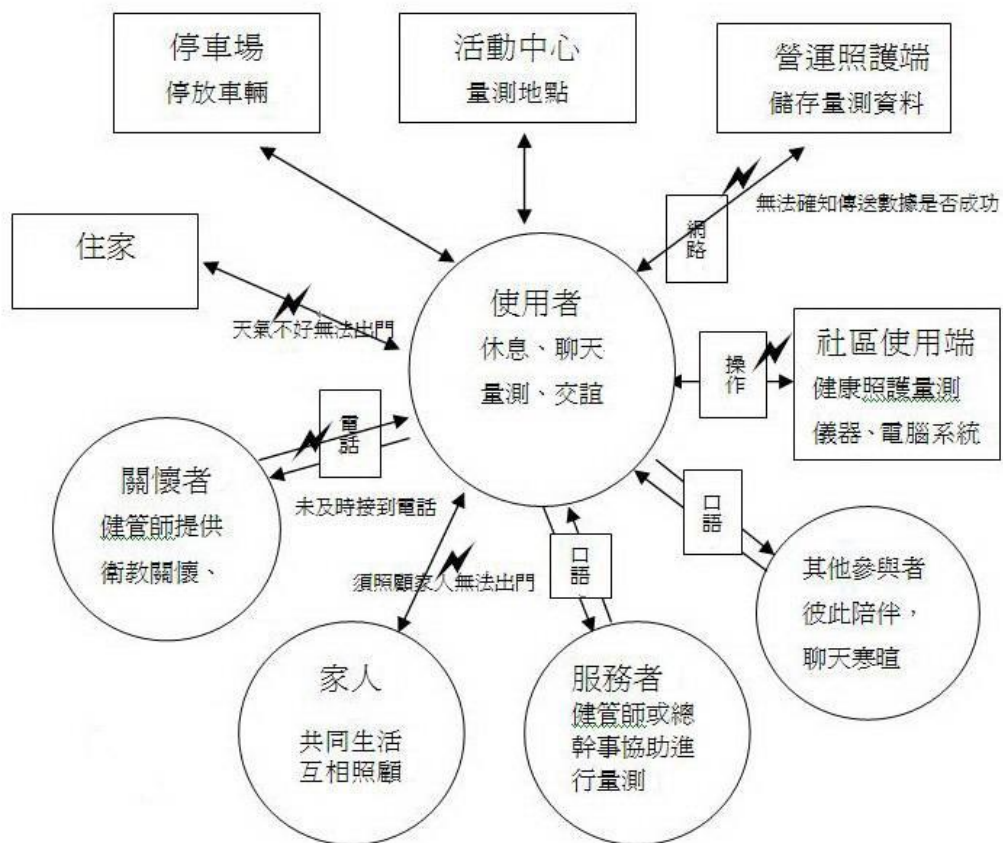 停車場
停放車輛
活動中心
量測地點
營運照護端
儲存量測資料
網路
無法確知傳送數據是否成功
住家
天氣不好無法出門
使用者
休息、聊天
量測、交誼
操作
社區使用端
健康照護量測
儀器、電腦系統
電話
未及時接到電話
關懷者
健管師提供
衛教關懷、
須照顧家人無法出門
口語
口語
其他參與者
彼此陪伴，
聊天寒暄
家人
共同生活
互相照顧
服務者
健管師或總
幹事協助進
行量測